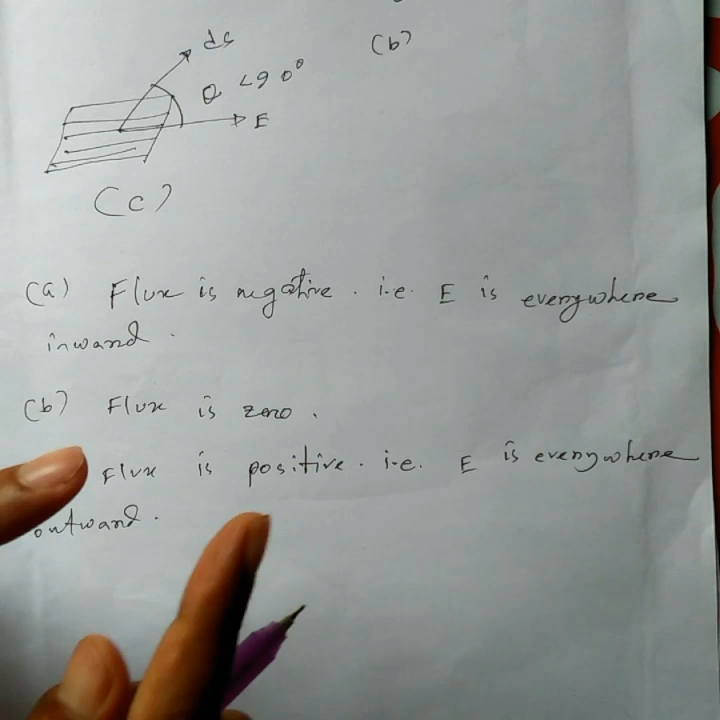 ds
(b)
θ <90°
E
(c)
(a) Flux is negative. i.e. E is everywhere
inward.
(b) Flux is zero.
Flux is positive. i.e. E is everywhere
outward.